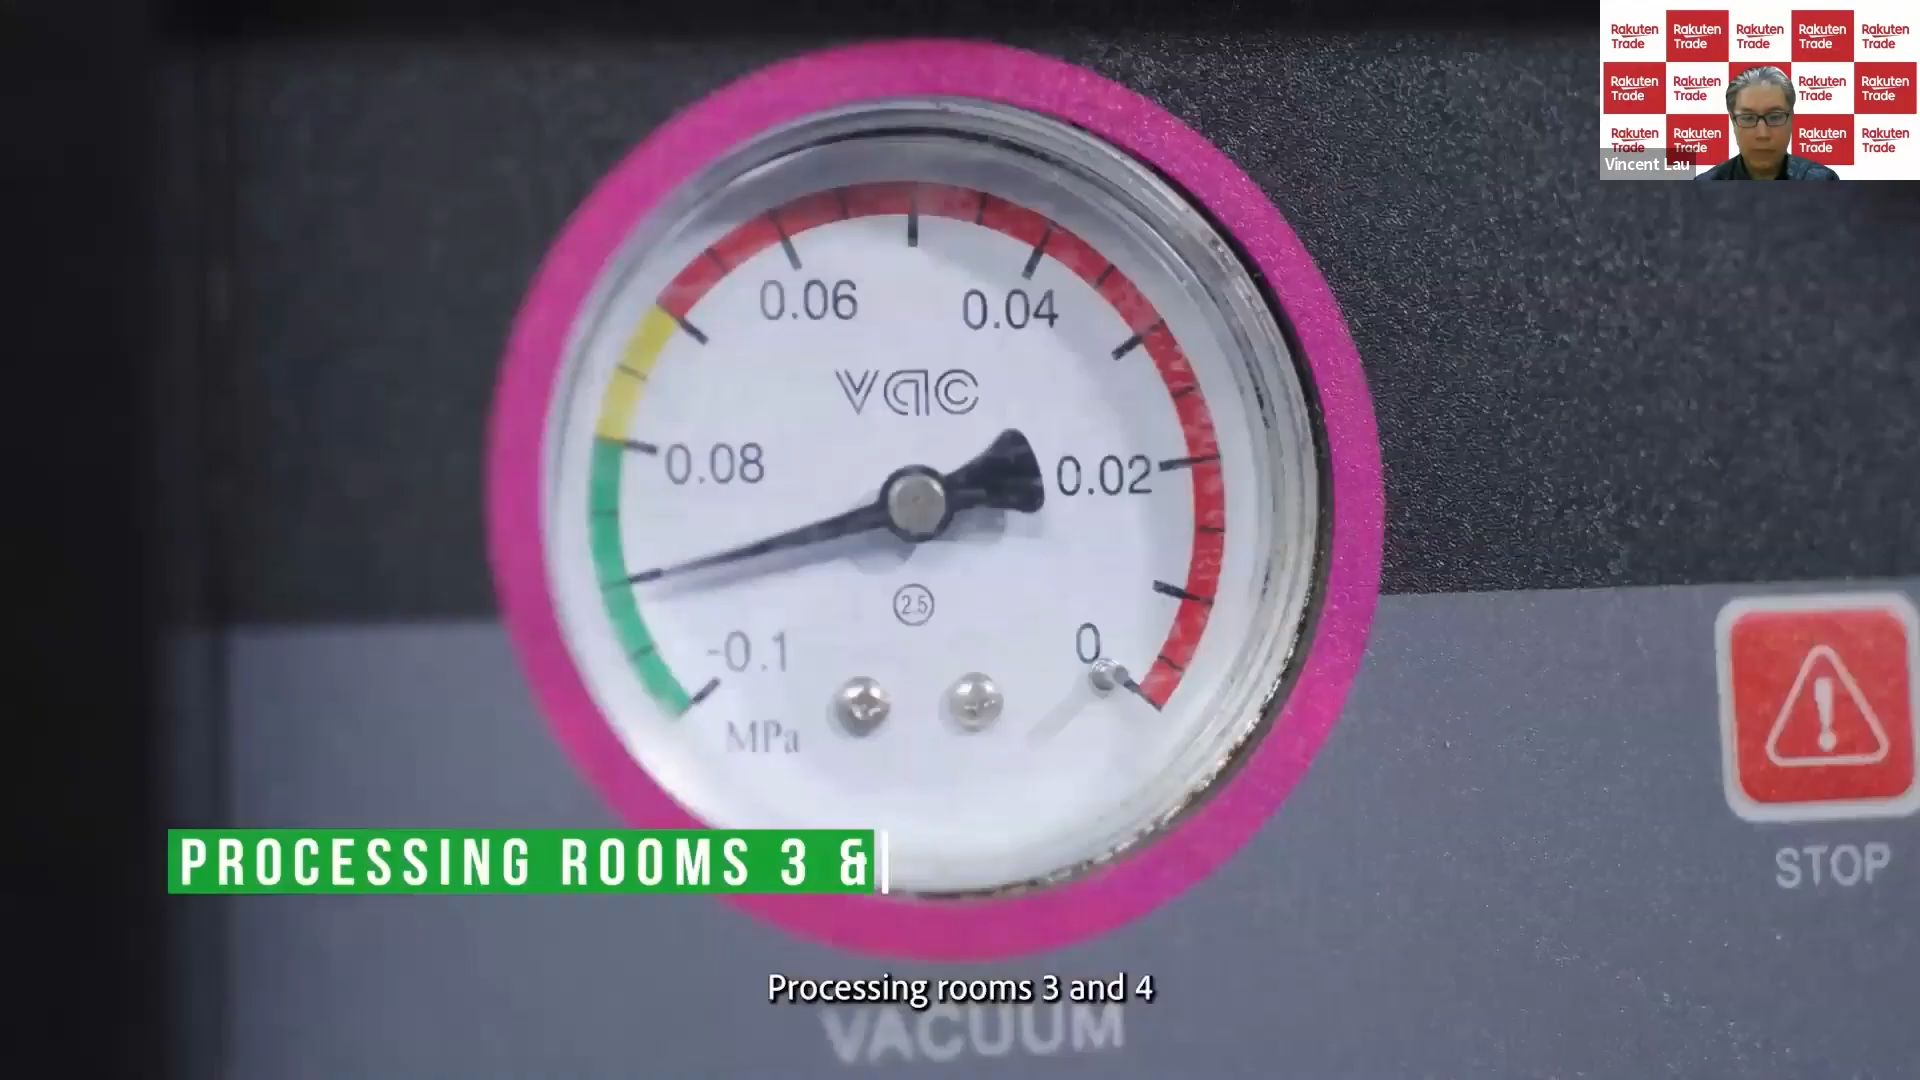 Rakuten Rakuten Rakuten Rakuten Rakuten
Trade Trade Trade Trade Trade
Rakuten Rakuten Rakuten Rakuten
Trade Trade Trade Trade
Rakuten Rakuten Rakuten Rakuten
Trade Trade Trade Trade
Vincent Lau
0.06 0.04
vac
0.08 0.02
2.5
-0.1 0
MPa
STOP
PROCESSING ROOMS 3 &
Processing rooms 3 and 4
VACUUM